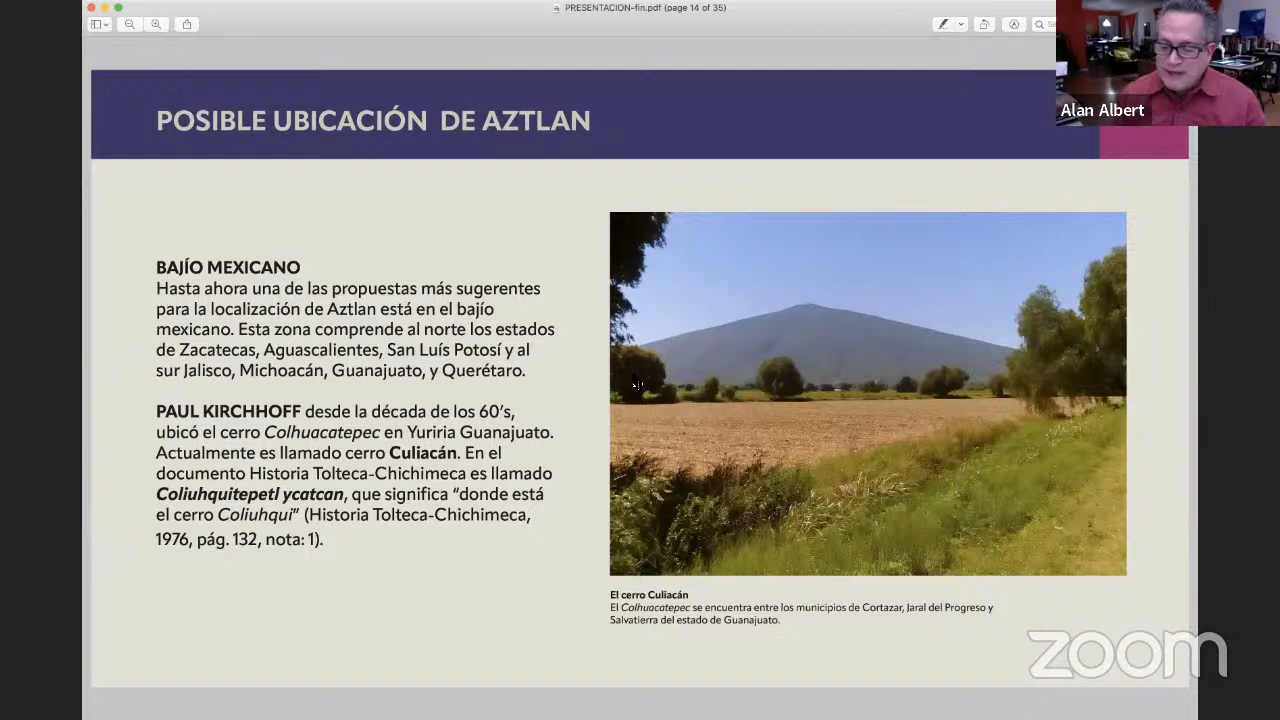 PRESENTACION-fin.pdf (page 14 of 35)
Alan Albert
POSIBLE UBICACIÓN DE AZTLAN
BAJÍO MEXICANO
Hasta ahora una de las propuestas más sugerentes
para la localización de Aztlan está en el bajío
mexicano. Esta zona comprende al norte los estados
de Zacatecas, Aguascalientes, San Luís Potosí y al
sur Jalisco, Michoacán, Guanajuato, y Querétaro.
PAUL KIRCHHOFF desde la década de los 60's,
ubicó el cerro Colhuacatepec en Yuriria Guanajuato.
Actualmente es llamado cerro Culiacán. En el
documento Historia Tolteca-Chichimeca es llamado
Coliuhquitepetl ycatcan, que significa “donde está
el cerro Coliuhqui” (Historia Tolteca-Chichimeca,
1976, pág. 132, nota: 1).
El cerro Culiacán
El Colhuacatepec se encuentra entre los municipios de Cortazar, Jaral del Progreso y
Salvatierra del estado de Guanajuato.
zoom